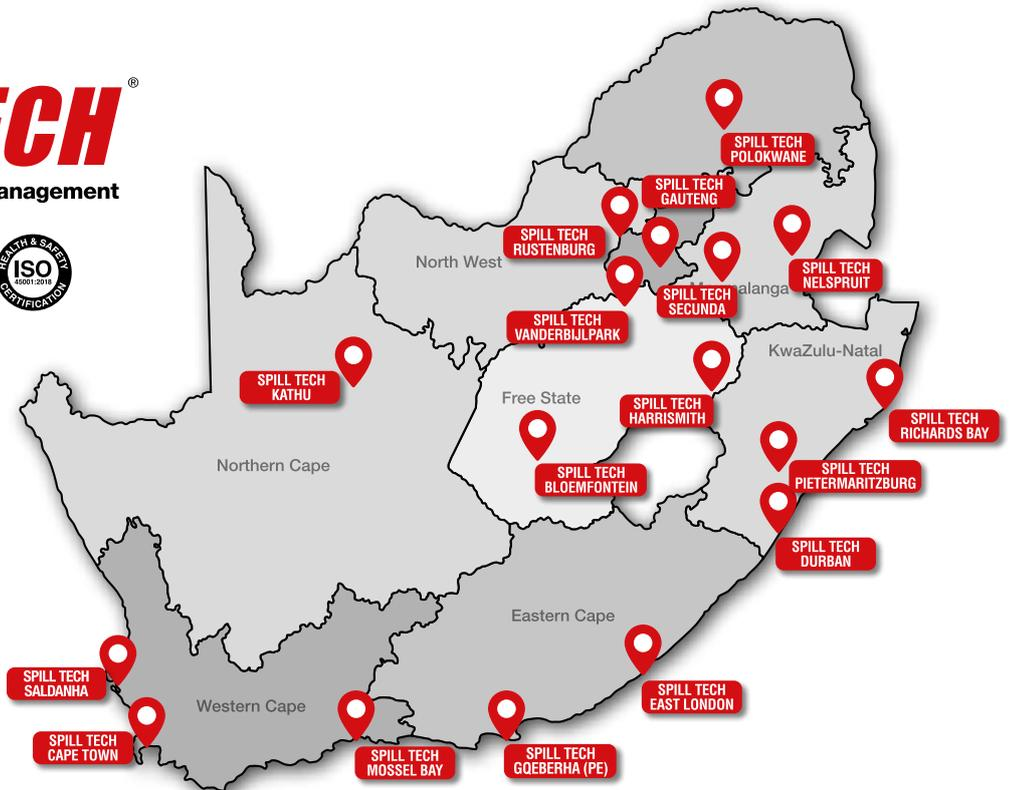 ECH®
anagement
HEALTH & SAFETY
ISO
45001:2018
CERTIFICATION
SPILL TECH
POLOKWANE
SPILL TECH
GAUTENG
SPILL TECH
RUSTENBURG
North West
SPILL TECH
NELSPRUIT
SPILL TECH
SECUNDA
SPILL TECH
VANDERBIJLPARK
KwaZulu-Natal
SPILL TECH
KATHU
Free State
SPILL TECH
HARRISMITH
SPILL TECH
RICHARDS BAY
Northern Cape
SPILL TECH
BLOEMFONTEIN
SPILL TECH
PIETERMARITZBURG
SPILL TECH
DURBAN
Eastern Cape
SPILL TECH
SALDANHA
SPILL TECH
EAST LONDON
Western Cape
SPILL TECH
CAPE TOWN
SPILL TECH
MOSSEL BAY
SPILL TECH
GQEBERHA (PE)